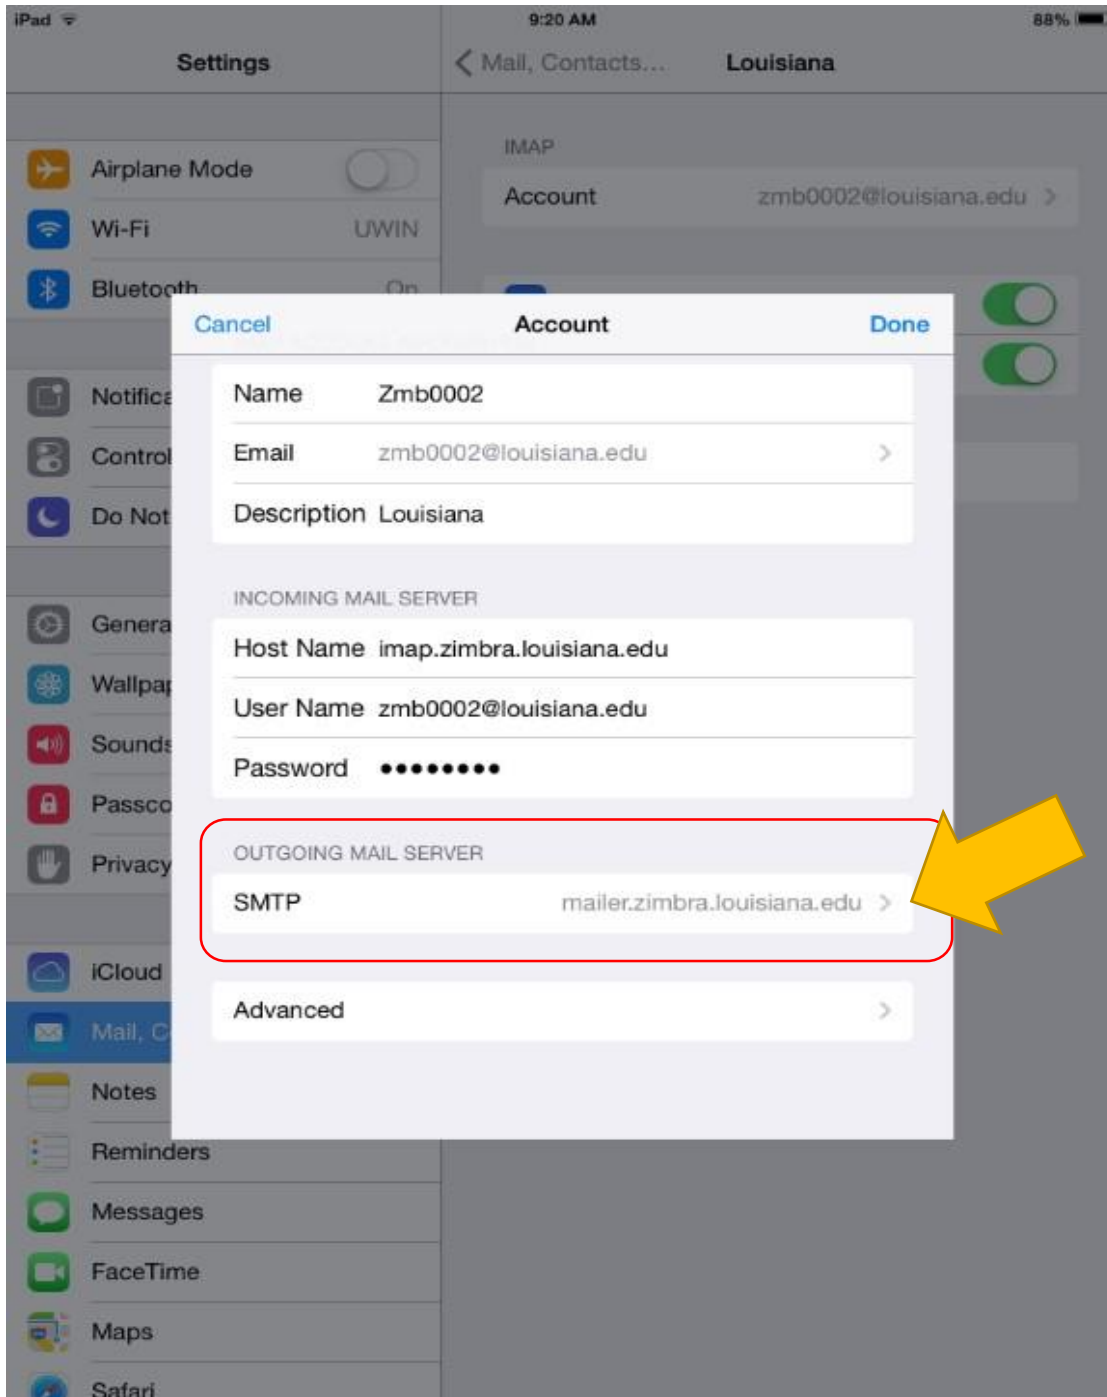 iPad 9:20 AM 88%
Settings
Mail, Contacts... Louisiana
Airplane Mode
Wi-Fi UWIN
Bluetooth On
Notifica
Control
Do Not
Genera
Wallpap
Sounds
Passco
Privacy
iCloud
Mail, C
Notes
Reminders
Messages
FaceTime
Maps
Safari
IMAP
Account zmb0002@louisiana.edu
Cancel Account Done
Name Zmb0002
Email zmb0002@louisiana.edu
Description Louisiana
INCOMING MAIL SERVER
Host Name imap.zimbra.louisiana.edu
User Name zmb0002@louisiana.edu
Password ••••••••
OUTGOING MAIL SERVER
SMTP mailer.zimbra.louisiana.edu
Advanced